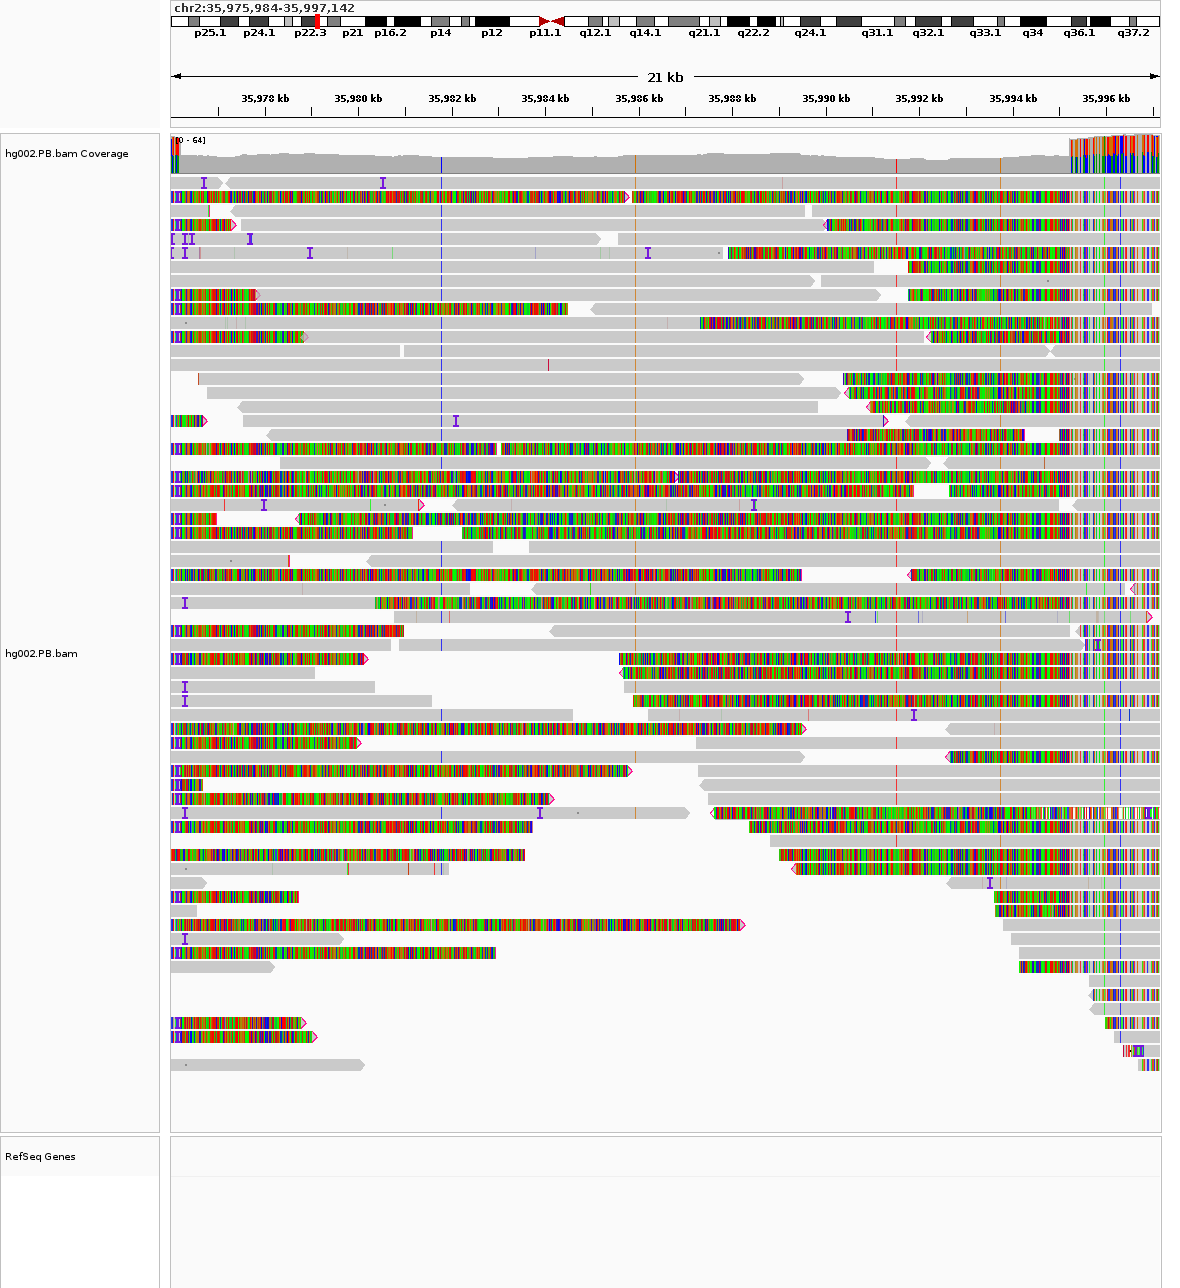 chr2:35,975,984-35,997,142
p25.1 p24.1 p22.3 p21 p16.2 p14 p12 p11.1 q12.1 q14.1 q21.1 q22.2 q24.1 q31.1 q32.1 q33.1 q34 q36.1 q37.2
21 kb
35,978 kb 35,980 kb 35,982 kb 35,984 kb 35,986 kb 35,988 kb 35,990 kb 35,992 kb 35,994 kb 35,996 kb
[0 - 64]
hg002.PB.bam Coverage
hg002.PB.bam
RefSeq Genes